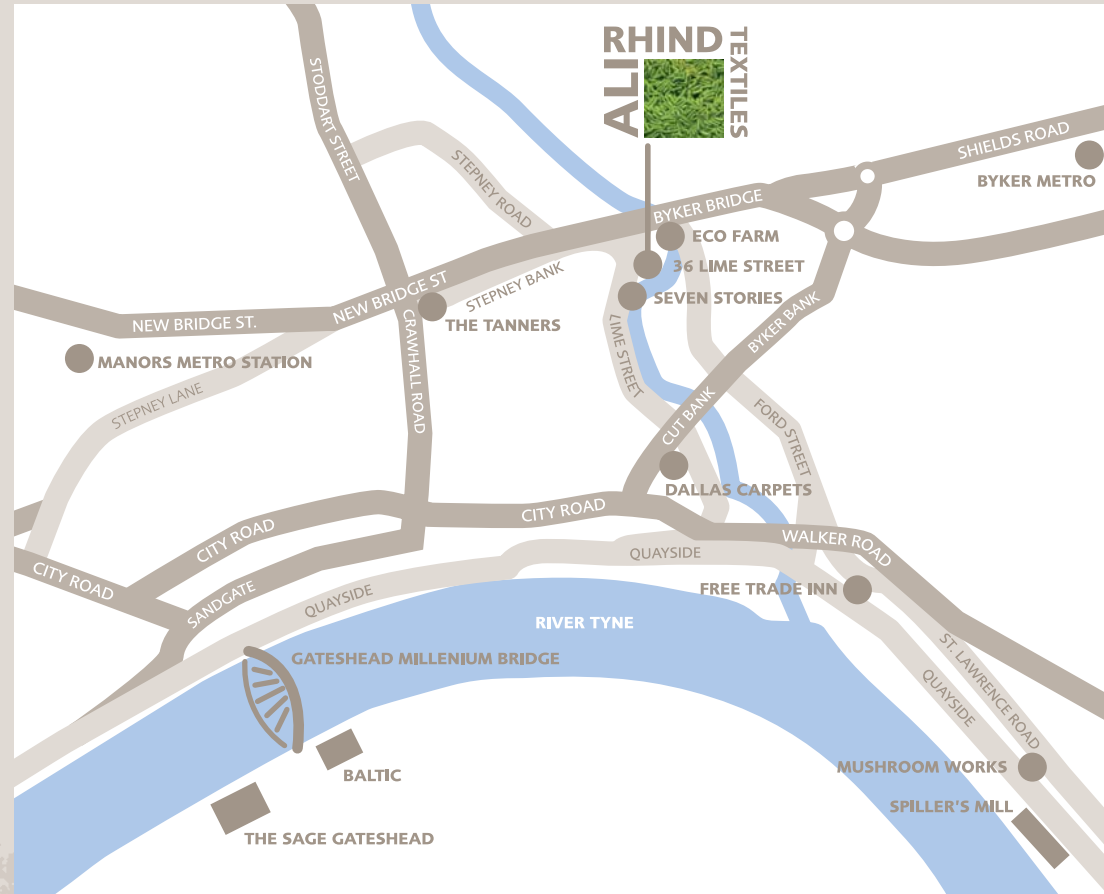 ALI
RHIND
TEXTILES
STODDART STREET
STEPNEY ROAD
SHIELDS ROAD
BYKER METRO
BYKER BRIDGE
ECO FARM
36 LIME STREET
SEVEN STORIES
STEPNEY BANK
NEW BRIDGE ST
NEW BRIDGE ST.
THE TANNERS
MANORS METRO STATION
CRAWHALL ROAD
LIME STREET
BYKER BANK
STEPNEY LANE
CUT BANK
FORD STREET
DALLAS CARPETS
CITY ROAD
CITY ROAD
WALKER ROAD
QUAYSIDE
CITY ROAD
SANDGATE
QUAYSIDE
FREE TRADE INN
RIVER TYNE
GATESHEAD MILLENIUM BRIDGE
ST. LAWRENCE ROAD
QUAYSIDE
BALTIC
MUSHROOM WORKS
SPILLER'S MILL
THE SAGE GATESHEAD